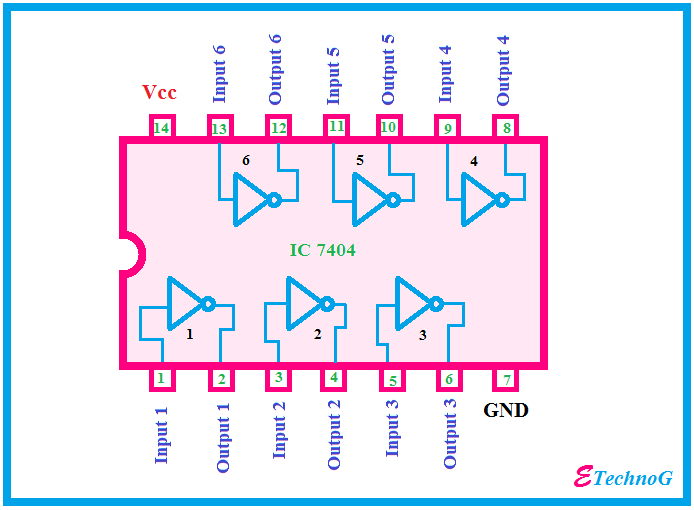 Input 6
Output 6
Input 5
Output 5
Input 4
Output 4
Vcc
14 13 12 11 10 9 8
6 5 4
IC 7404
1 2 3
1 2 3 4 5 6 7
Input 1
Output 1
Input 2
Output 2
Input 3
Output 3
GND
ETechnoG